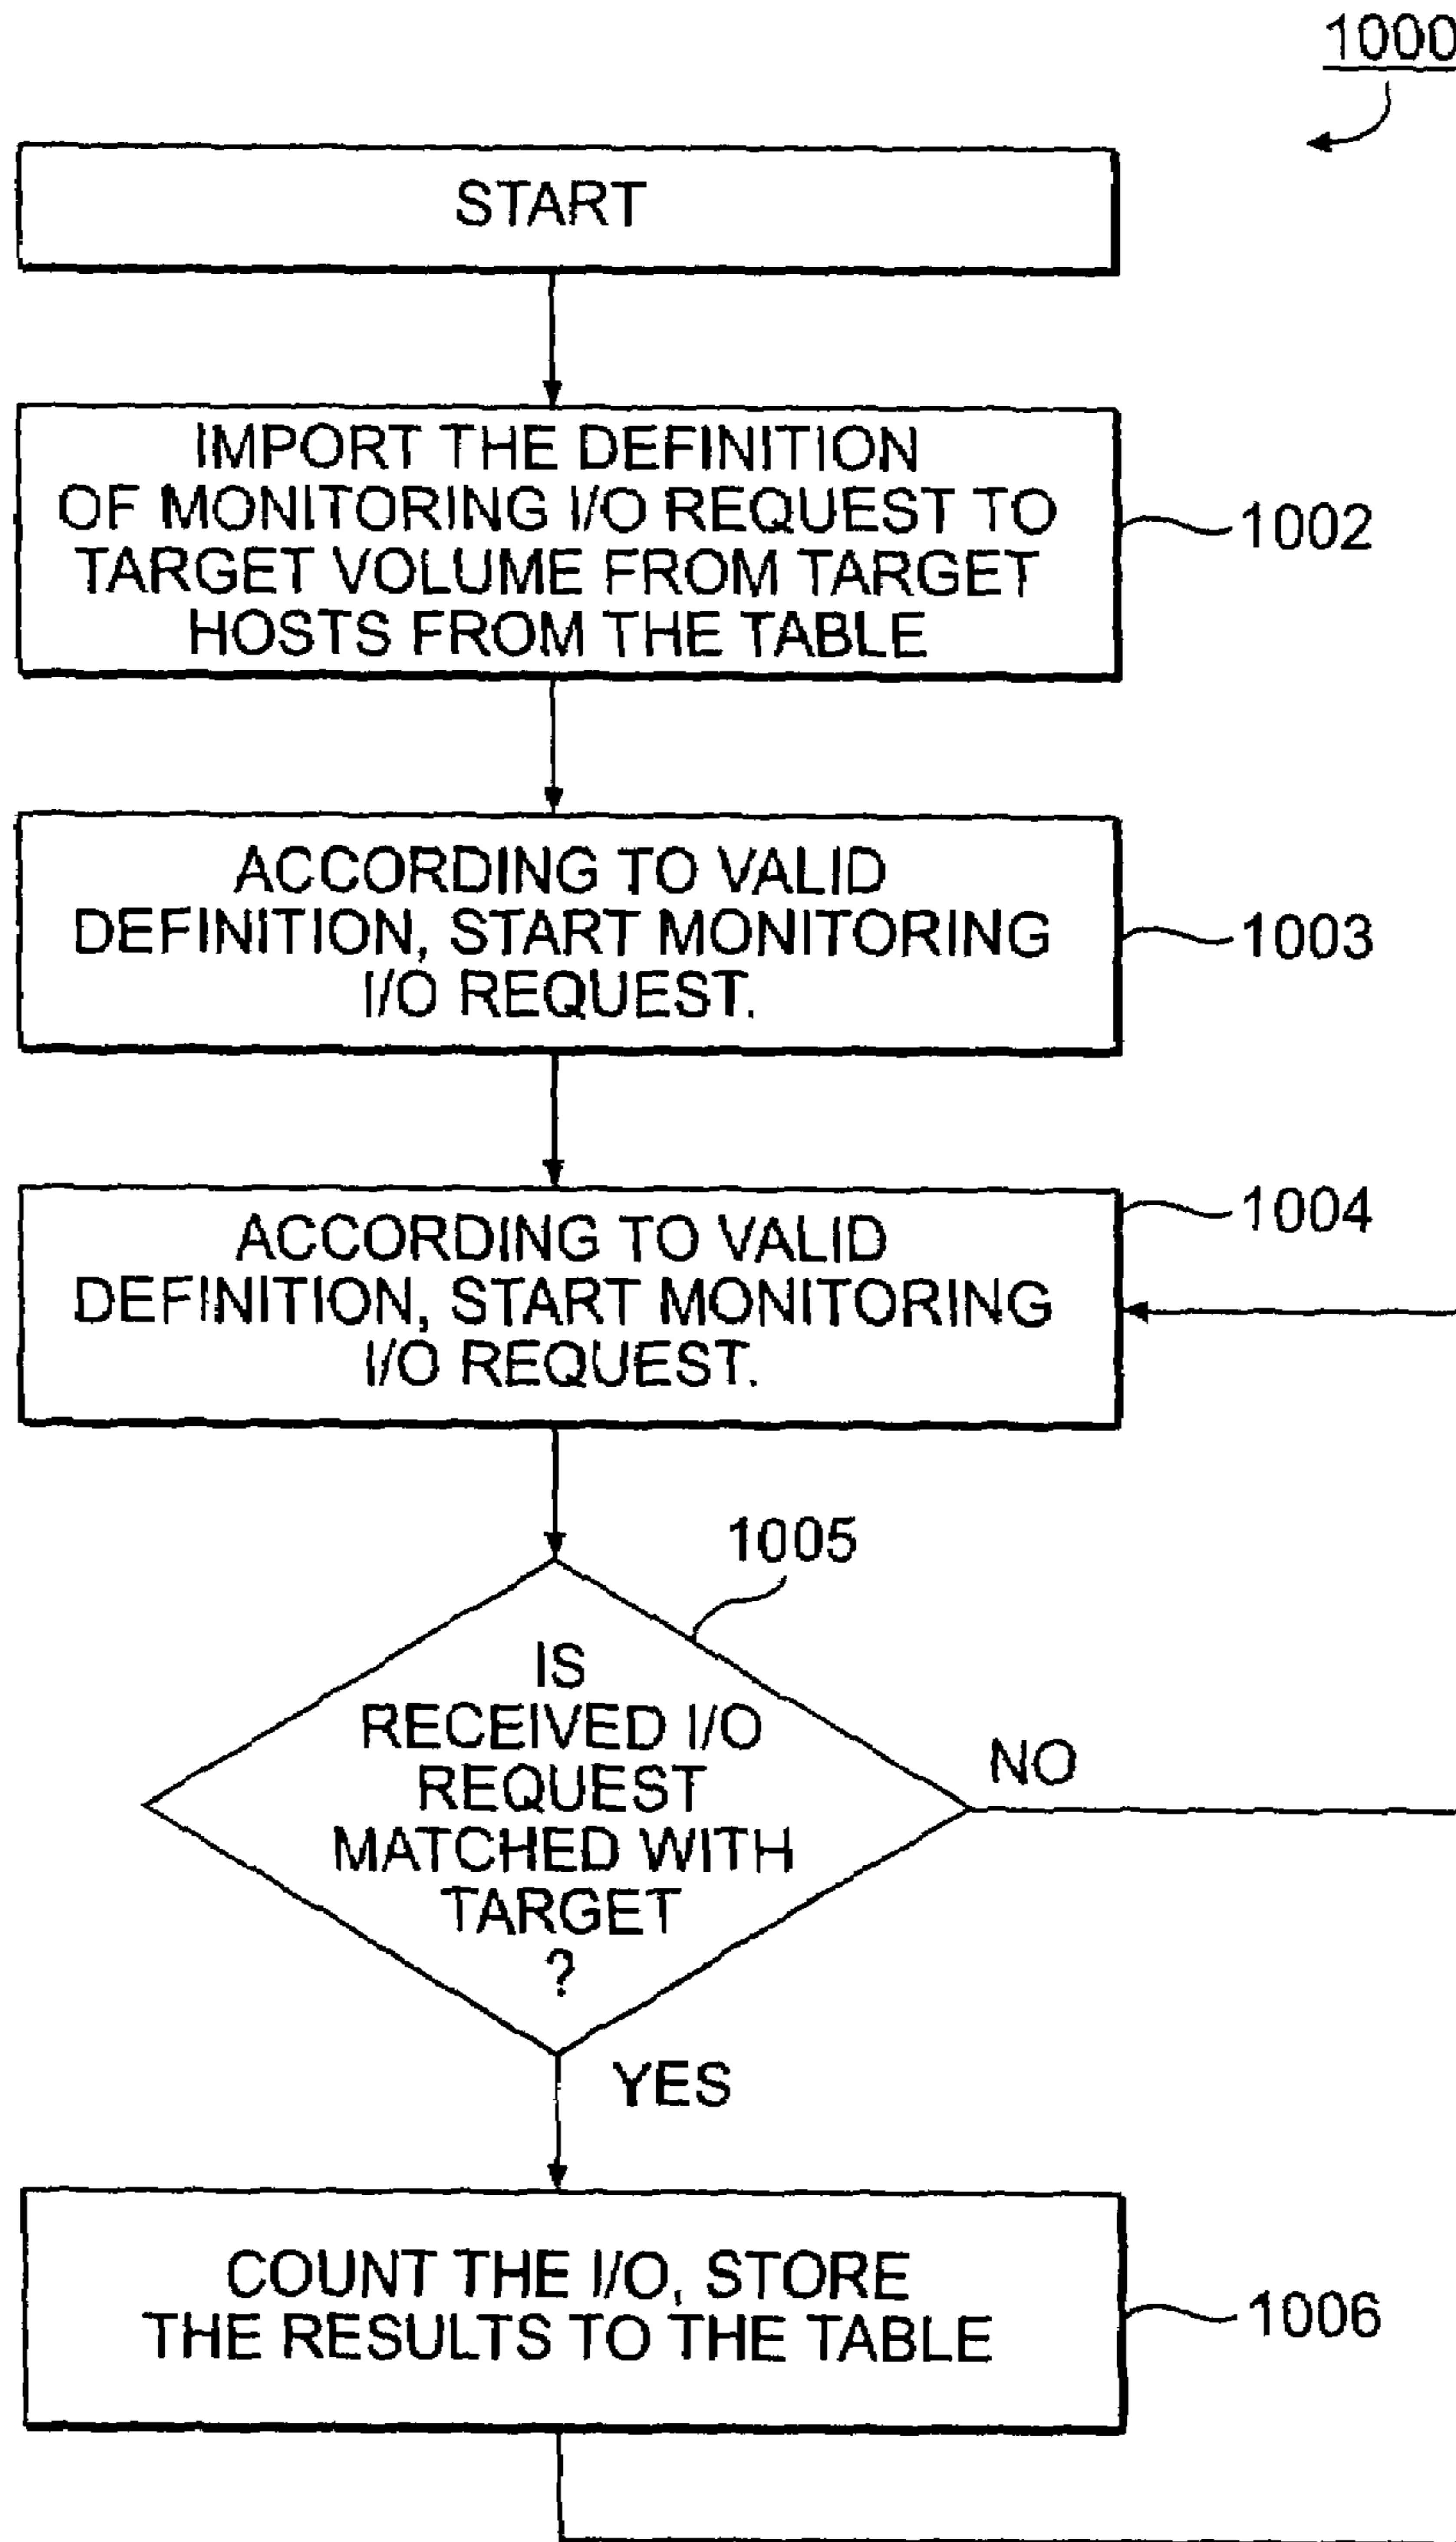 1000
START
IMPORT THE DEFINITION
OF MONITORING I/O REQUEST TO
TARGET VOLUME FROM TARGET
HOSTS FROM THE TABLE
1002
ACCORDING TO VALID
DEFINITION, START MONITORING
I/O REQUEST.
1003
ACCORDING TO VALID
DEFINITION, START MONITORING
I/O REQUEST.
1004
1005
IS
RECEIVED I/O
REQUEST
MATCHED WITH
TARGET
?
NO
YES
COUNT THE I/O, STORE
THE RESULTS TO THE TABLE
1006